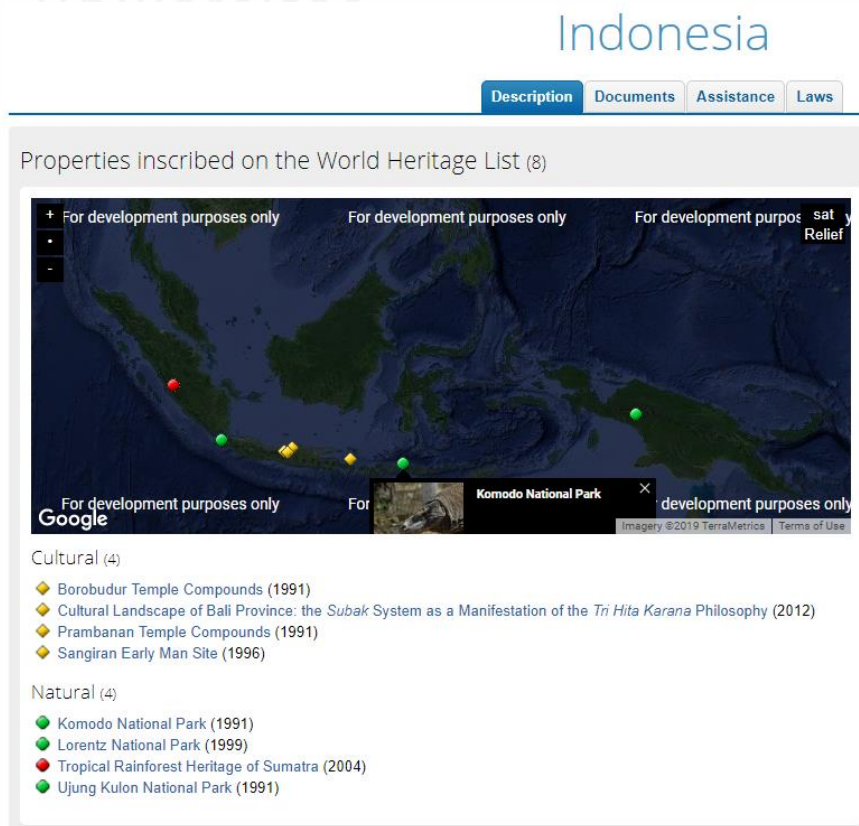 Indonesia
Description Documents Assistance Laws
Properties inscribed on the World Heritage List (8)
+ For development purposes only For development purposes only For development purpos sat y
• Relief
-
Komodo National Park ×
For development purposes only For development purposes only
Google Imagery ©2019 TerraMetrics Terms of Use
Cultural (4)
Borobudur Temple Compounds (1991)
Cultural Landscape of Bali Province: the Subak System as a Manifestation of the Tri Hita Karana Philosophy (2012)
Prambanan Temple Compounds (1991)
Sangiran Early Man Site (1996)
Natural (4)
Komodo National Park (1991)
Lorentz National Park (1999)
Tropical Rainforest Heritage of Sumatra (2004)
Ujung Kulon National Park (1991)